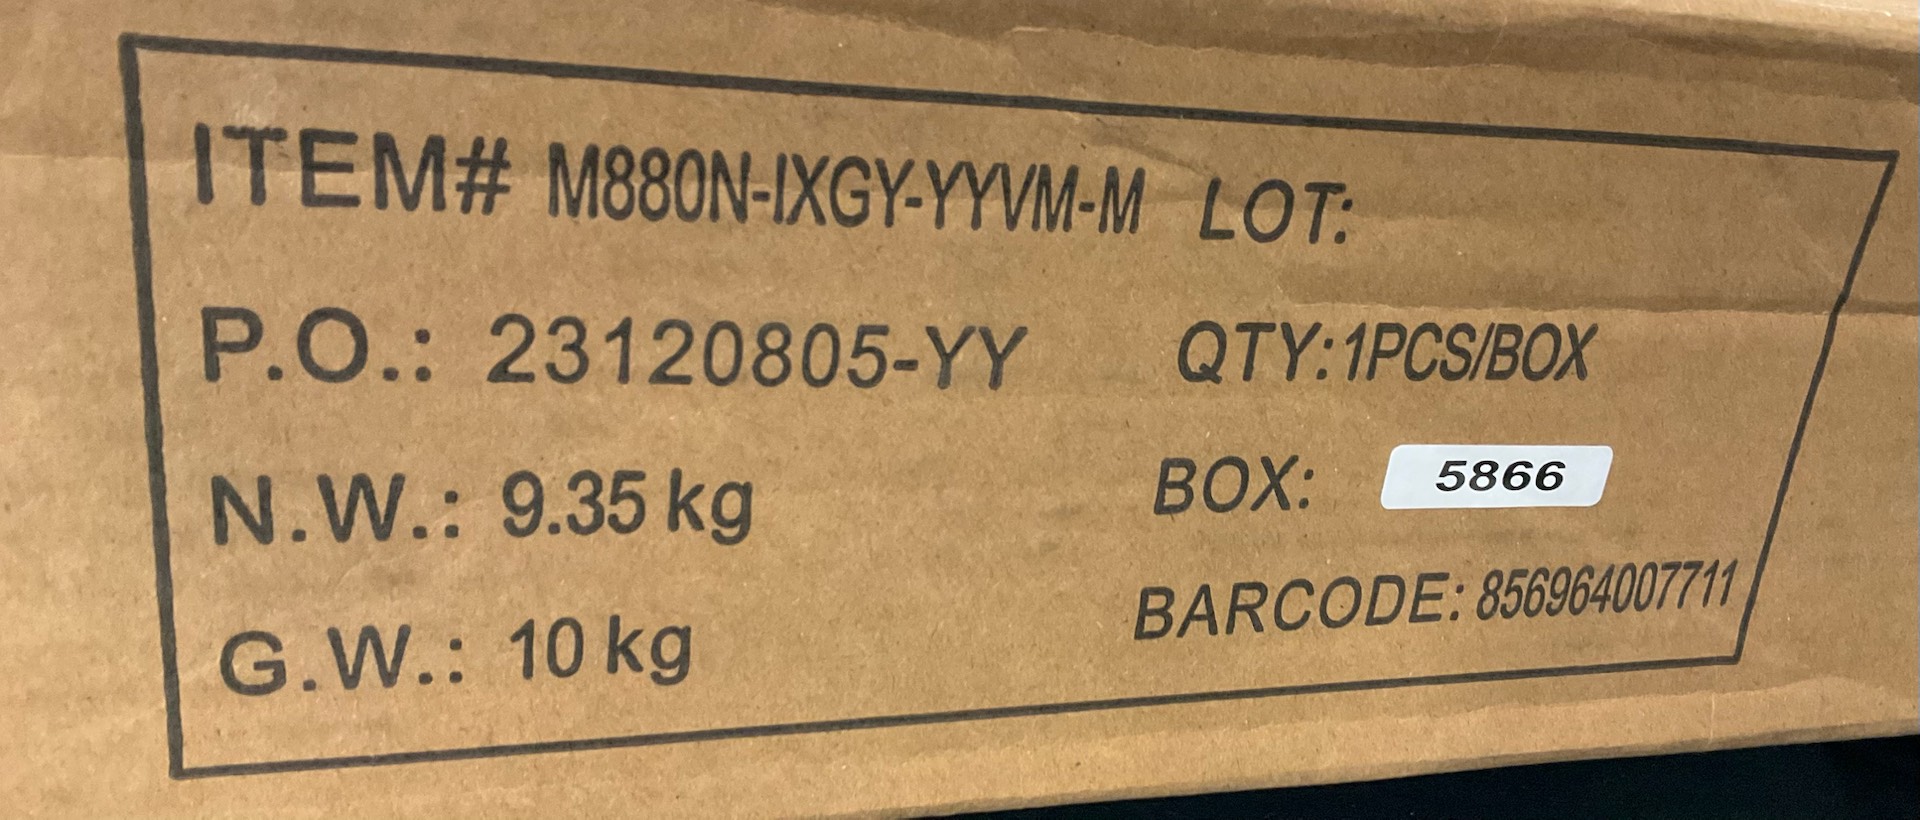 ITEM# M880N-IXGY-YYVM-M LOT:
P.O.: 23120805-YY QTY:1PCS/BOX
N.W.: 9.35 kg BOX: 5866
G.W.: 10 kg BARCODE: 856964007711